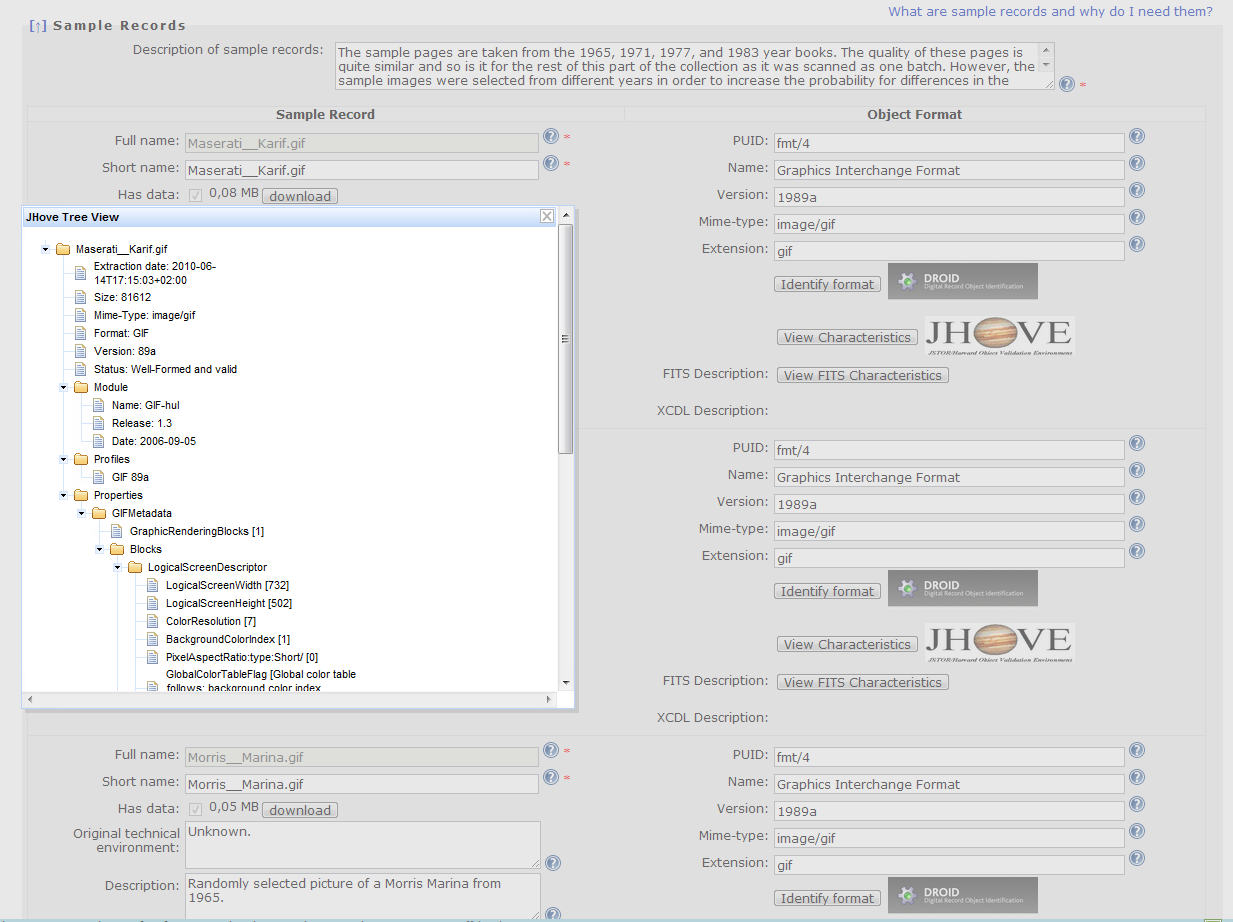 What are sample records and why do I need them?
[↑] Sample Records
Description of sample records:
The sample pages are taken from the 1965, 1971, 1977, and 1983 year books. The quality of these pages is
quite similar and so is it for the rest of this part of the collection as it was scanned as one batch. However, the
sample images were selected from different years in order to increase the probability for differences in the
Sample Record
Object Format
Full name: Maserati__Karif.gif *
Short name: Maserati__Karif.gif *
Has data: 0,08 MB download
PUID: fmt/4
Name: Graphics Interchange Format
Version: 1989a
Mime-type: image/gif
Extension: gif
Identify format DROID
Digital Record Object Identification
View Characteristics JHOVE
JSTOR/Harvard Object Validation Environment
FITS Description: View FITS Characteristics
XCDL Description:
JHove Tree View
Maserati__Karif.gif
Extraction date: 2010-06-
14T17:15:03+02:00
Size: 81612
Mime-Type: image/gif
Format: GIF
Version: 89a
Status: Well-Formed and valid
Module
Name: GIF-hul
Release: 1.3
Date: 2006-09-05
Profiles
GIF 89a
Properties
GIFMetadata
GraphicRenderingBlocks [1]
Blocks
LogicalScreenDescriptor
LogicalScreenWidth [732]
LogicalScreenHeight [502]
ColorResolution [7]
BackgroundColorIndex [1]
PixelAspectRatio:type:Short/ [0]
GlobalColorTableFlag [Global color table
follows; background color index
PUID: fmt/4
Name: Graphics Interchange Format
Version: 1989a
Mime-type: image/gif
Extension: gif
Identify format DROID
Digital Record Object Identification
View Characteristics JHOVE
JSTOR/Harvard Object Validation Environment
FITS Description: View FITS Characteristics
XCDL Description:
Full name: Morris__Marina.gif *
Short name: Morris__Marina.gif *
Has data: 0,05 MB download
Original technical
environment:
Unknown.
Description:
Randomly selected picture of a Morris Marina from
1965.
PUID: fmt/4
Name: Graphics Interchange Format
Version: 1989a
Mime-type: image/gif
Extension: gif
Identify format DROID
Digital Record Object Identification